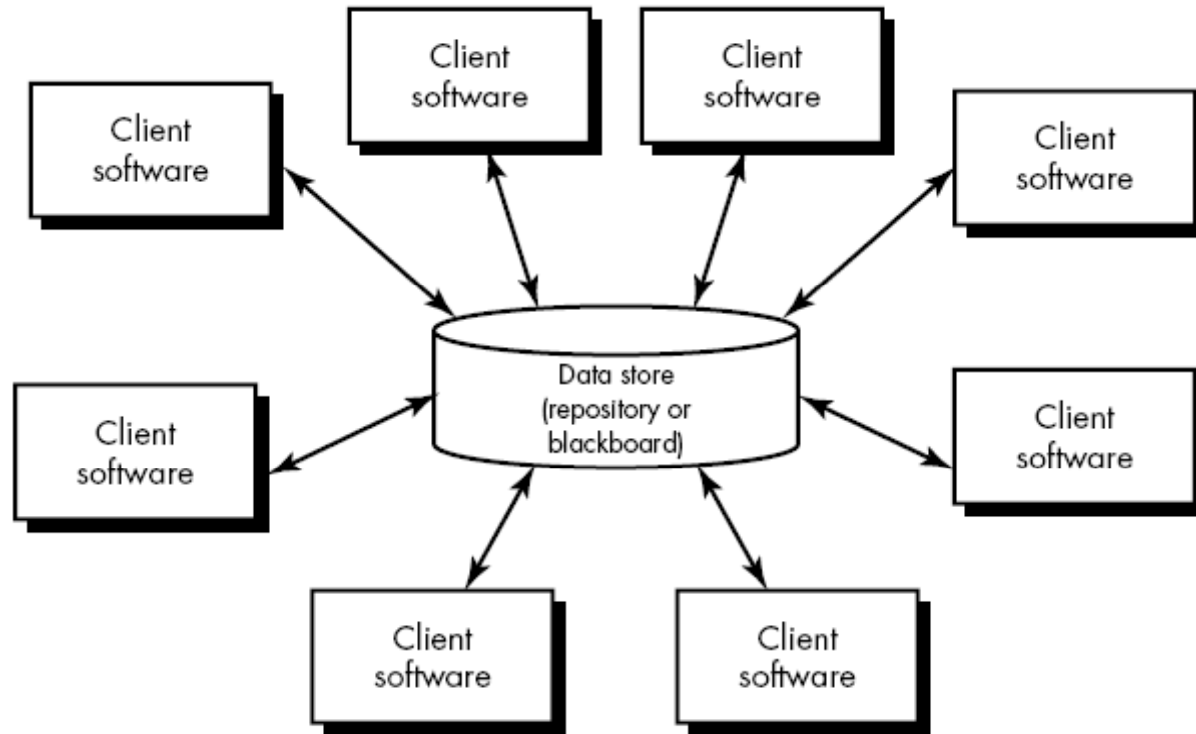 Client
software
Client
software
Client
software
Client
software
Data store
(repository or
blackboard)
Client
software
Client
software
Client
software
Client
software